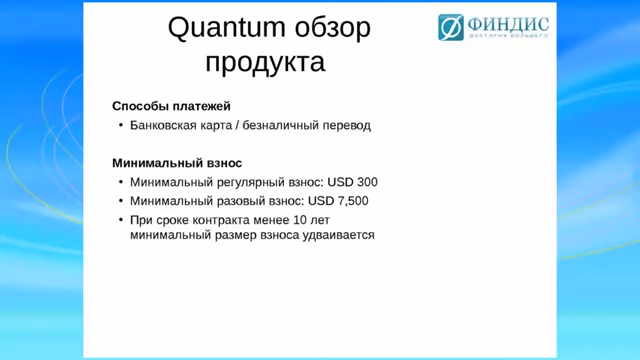 Quantum обзор
продукта
ФИНДИС
ДОСТИГНИ БОЛЬШЕГО
Способы платежей
• Банковская карта / безналичный перевод
Минимальный взнос
• Минимальный регулярный взнос: USD 300
• Минимальный разовый взнос: USD 7,500
• При сроке контракта менее 10 лет
минимальный размер взноса удваивается